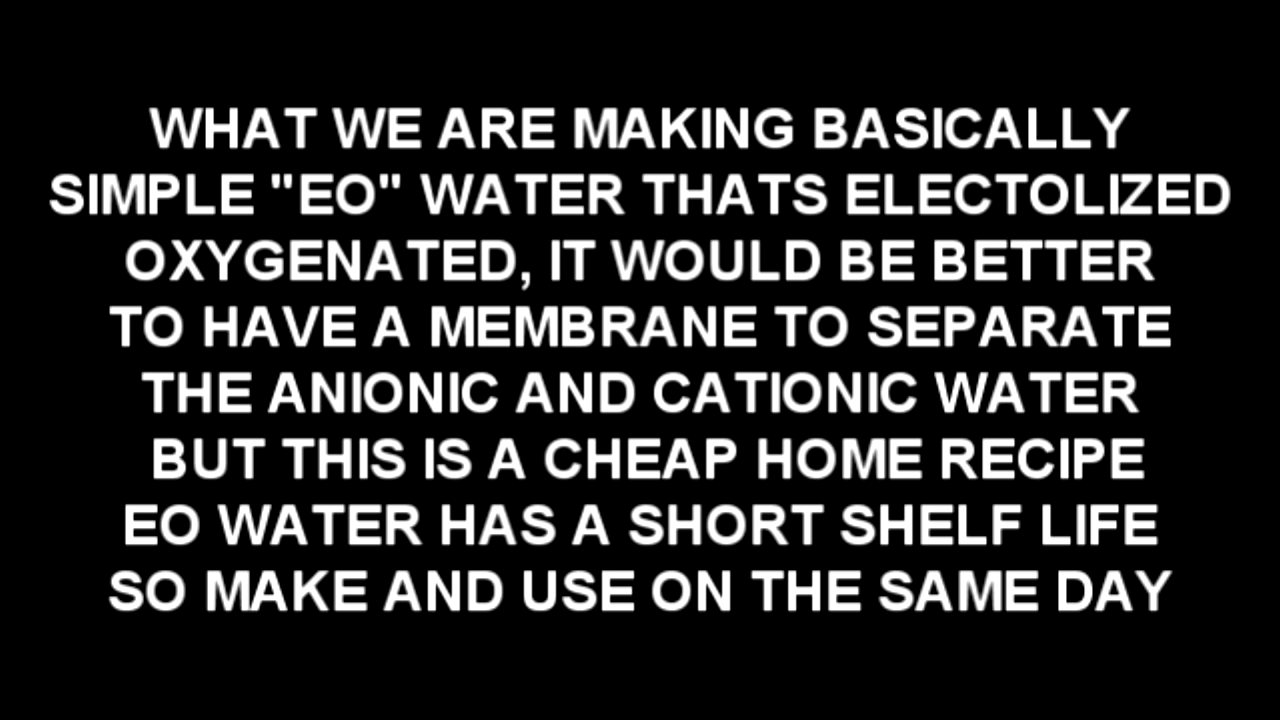 WHAT WE ARE MAKING BASICALLY
SIMPLE "EO" WATER THATS ELECTOLIZED
OXYGENATED, IT WOULD BE BETTER
TO HAVE A MEMBRANE TO SEPARATE
THE ANIONIC AND CATIONIC WATER
BUT THIS IS A CHEAP HOME RECIPE
EO WATER HAS A SHORT SHELF LIFE
SO MAKE AND USE ON THE SAME DAY